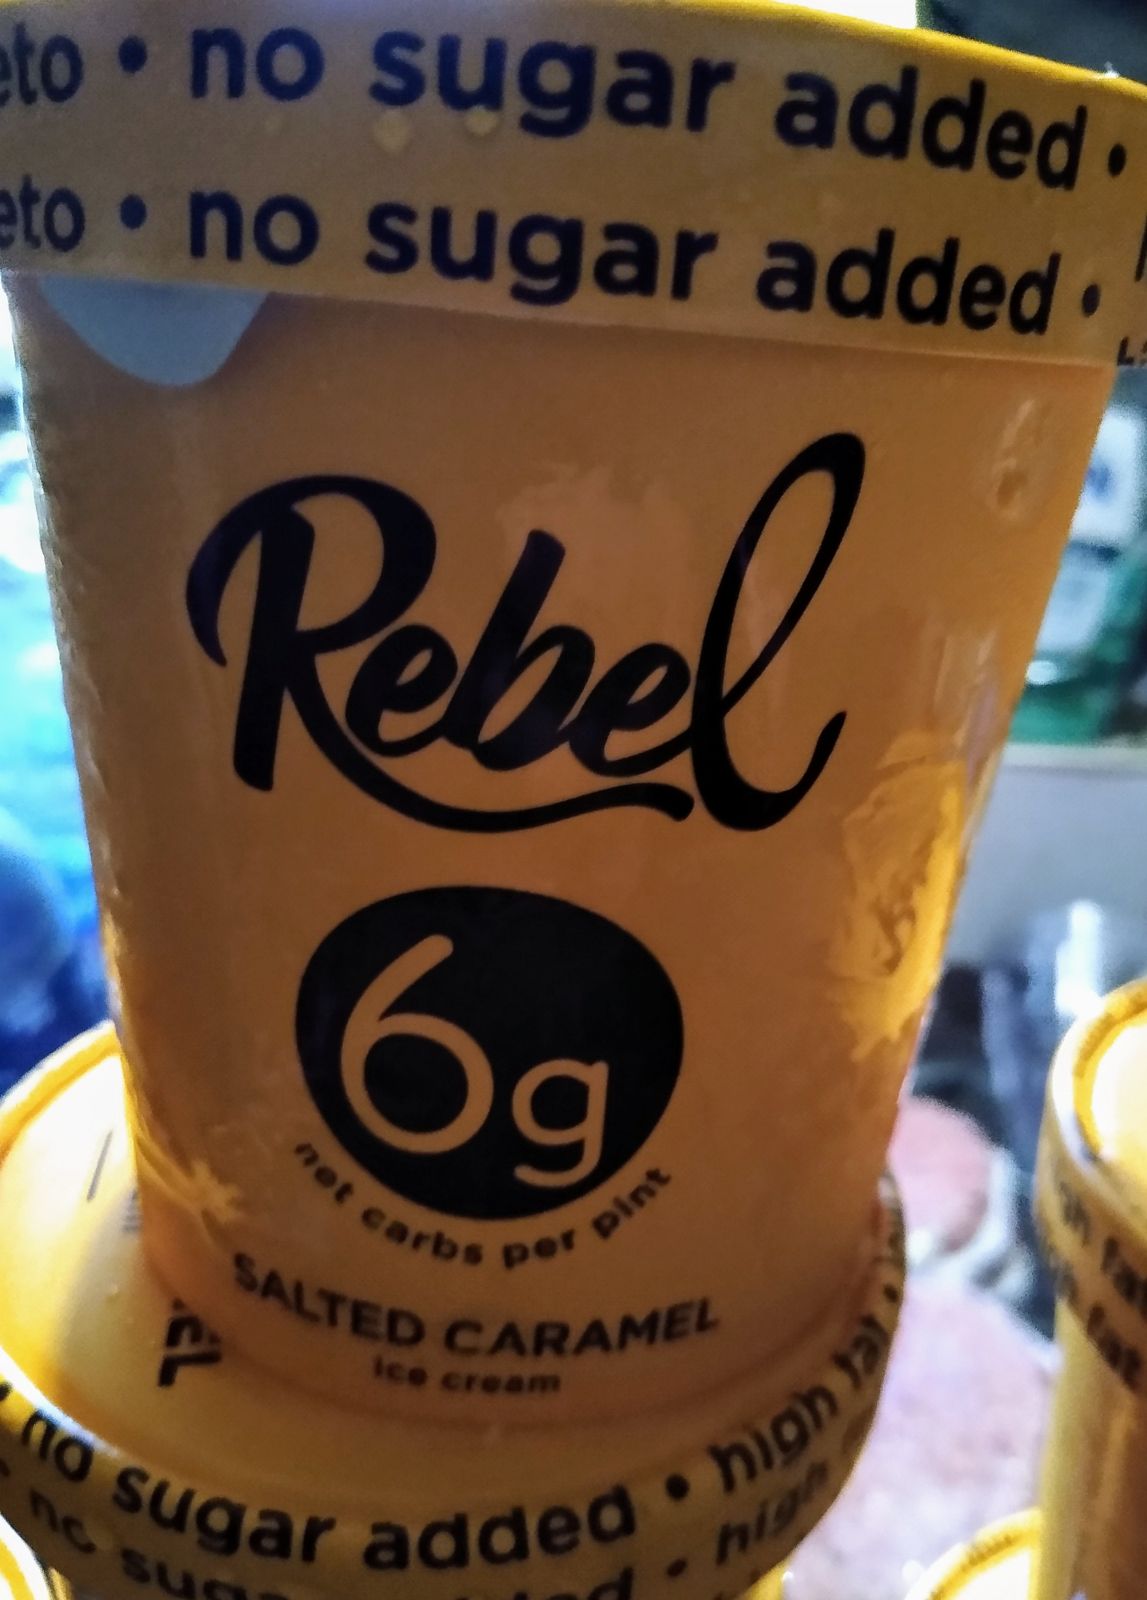 eto • no sugar added •
eto • no sugar added •
Rebel
6g
net carbs per pint
SALTED CARAMEL
ice cream
no sugar added • high fat •
no sugar added • high